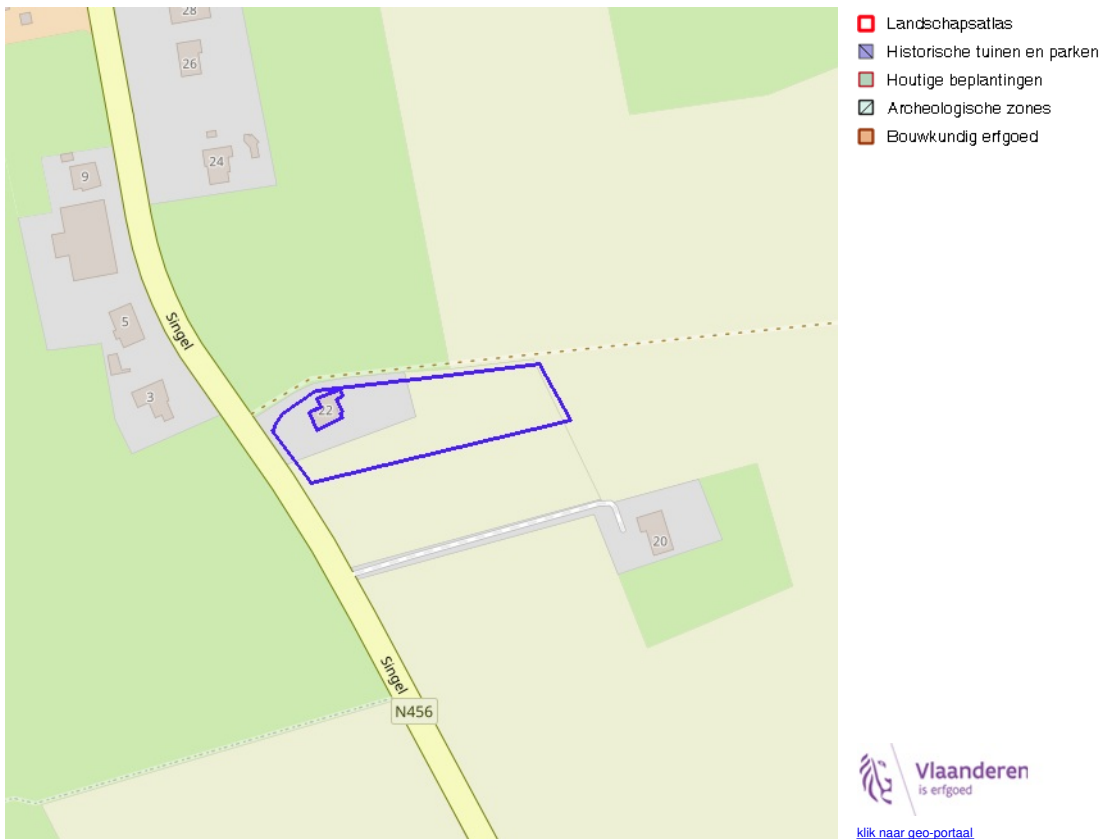 28
26
24
9
5
3
Singel
22
20
Singel
N456
Landschapsatlas
Historische tuinen en parken
Houtige beplantingen
Archeologische zones
Bouwkundig erfgoed
Vlaanderen
is erfgoed
klik naar geo-portaal